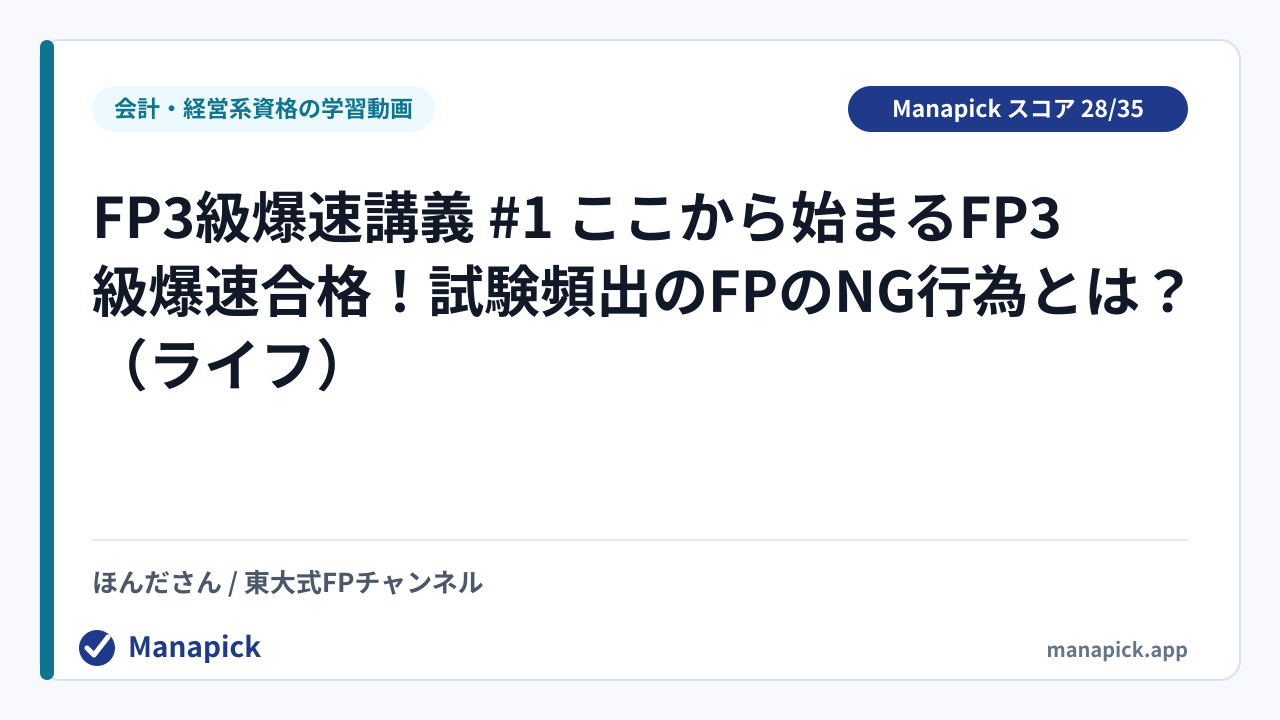 会計・経営系資格の学習動画
Manapick スコア 28/35
FP3級爆速講義 #1 ここから始まるFP3
級爆速合格！試験頻出のFPのNG行為とは？
（ライフ）
ほんださん / 東大式FPチャンネル
Manapick
manapick.app